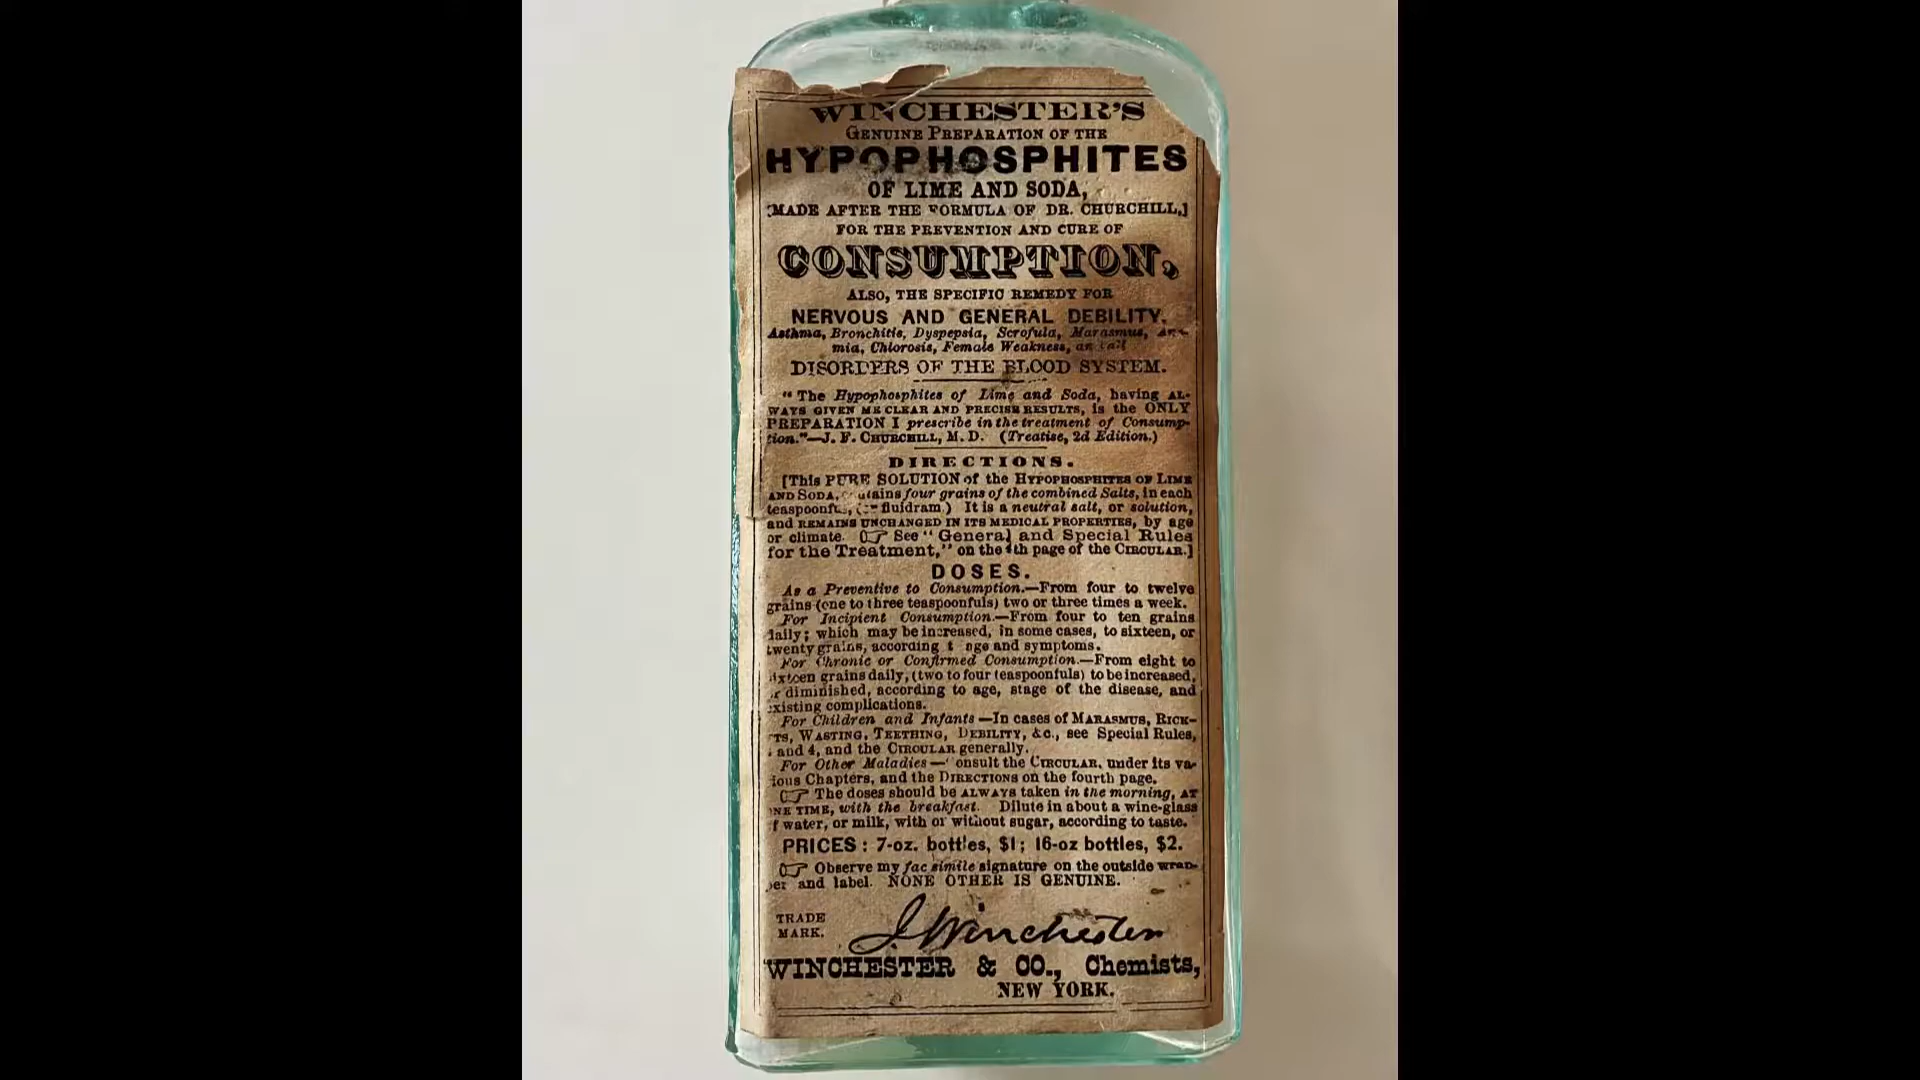 WINCHESTER'S
GENUINE PREPARATION OF THE
HYPOPHOSPHITES
OF LIME AND SODA,
[MADE AFTER THE FORMULA OF DR. CHURCHILL,]
FOR THE PREVENTION AND CURE OF
CONSUMPTION,
ALSO, THE SPECIFIC REMEDY FOR
NERVOUS AND GENERAL DEBILITY,
Asthma, Bronchitis, Dyspepsia, Scrofula, Marasmus,
mia, Chlorosis, Female Weakness, and all
DISORDERS OF THE BLOOD SYSTEM.
"The Hypophosphites of Lime and Soda, having AL-
WAYS GIVEN ME CLEAR AND PRECISE RESULTS, is the ONLY
PREPARATION I prescribe in the treatment of Consump-
tion."—J. F. CHURCHILL, M. D. (Treatise, 2d Edition.)
DIRECTIONS.
[This PURE SOLUTION of the HYPOPHOSPHITES OF LIME
AND SODA, contains four grains of the combined Salts, in each
fluidram.) It is a neutral salt, or solution,
and REMAINS UNCHANGED IN ITS MEDICAL PROPERTIES, by age
or climate. ☞ See "General and Special Rules
for the Treatment," on the 4th page of the CIRCULAR.]
DOSES.
As a Preventive to Consumption.—From four to twelve
grains (one to three teaspoonfuls) two or three times a week.
For Incipient Consumption.—From four to ten grains
daily; which may be increased, in some cases, to sixteen, or
twenty grains, according t age and symptoms.
For Chronic or Confirmed Consumption.—From eight to
sixteen grains daily, (two to four teaspoonfuls) to be increased,
or diminished, according to age, stage of the disease, and
existing complications.
For Children and Infants—In cases of MARASMUS, RICK-
ETS, WASTING, TEETHING, DEBILITY, &c., see Special Rules,
and 4, and the CIRCULAR generally.
For Other Maladies—Consult the CIRCULAR, under its va-
rious Chapters, and the DIRECTIONS on the fourth page.
☞ The doses should be ALWAYS taken in the morning, AT
ONE TIME, with the breakfast. Dilute in about a wine-glass
of water, or milk, with or without sugar, according to taste.
PRICES: 7-oz. bottles, $1; 16-oz bottles, $2.
☞ Observe my fac simile signature on the outside wrap-
per and label. NONE OTHER IS GENUINE.
TRADE
MARK.
J Winchester
WINCHESTER & CO., Chemists,
NEW YORK.